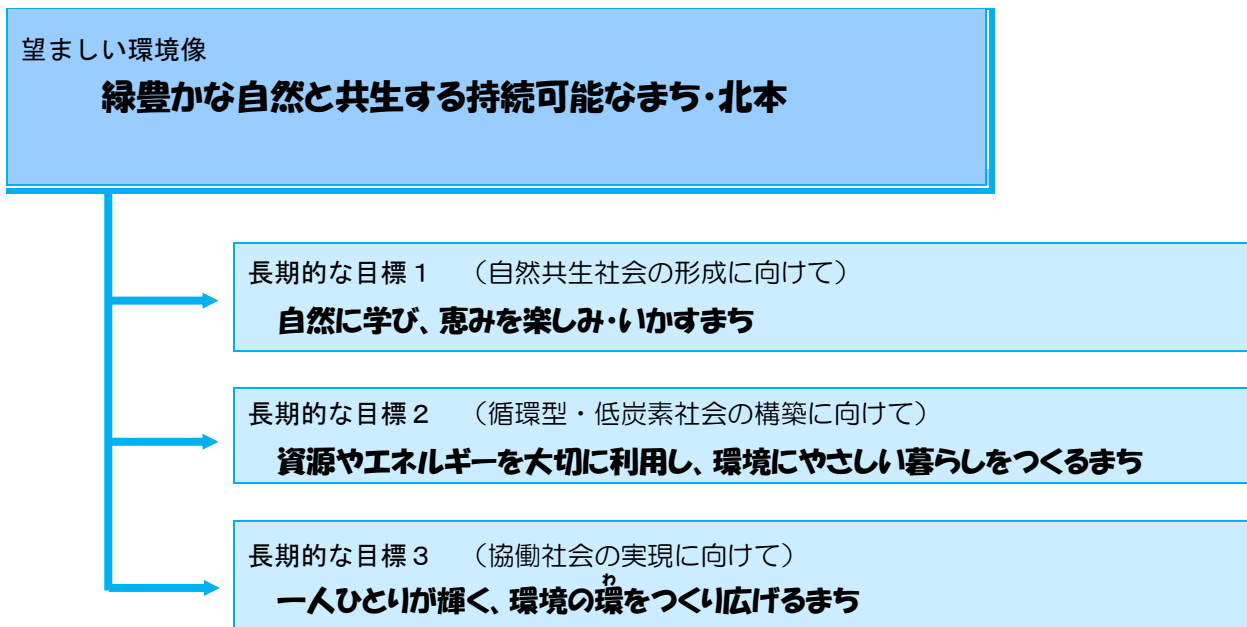 望ましい環境像
緑豊かな自然と共生する持続可能なまち・北本
長期的な目標１　（自然共生社会の形成に向けて）
自然に学び、恵みを楽しみ・いかすまち
長期的な目標２　（循環型・低炭素社会の構築に向けて）
資源やエネルギーを大切に利用し、環境にやさしい暮らしをつくるまち
長期的な目標３　（協働社会の実現に向けて）
わ
一人ひとりが輝く、環境の環をつくり広げるまち